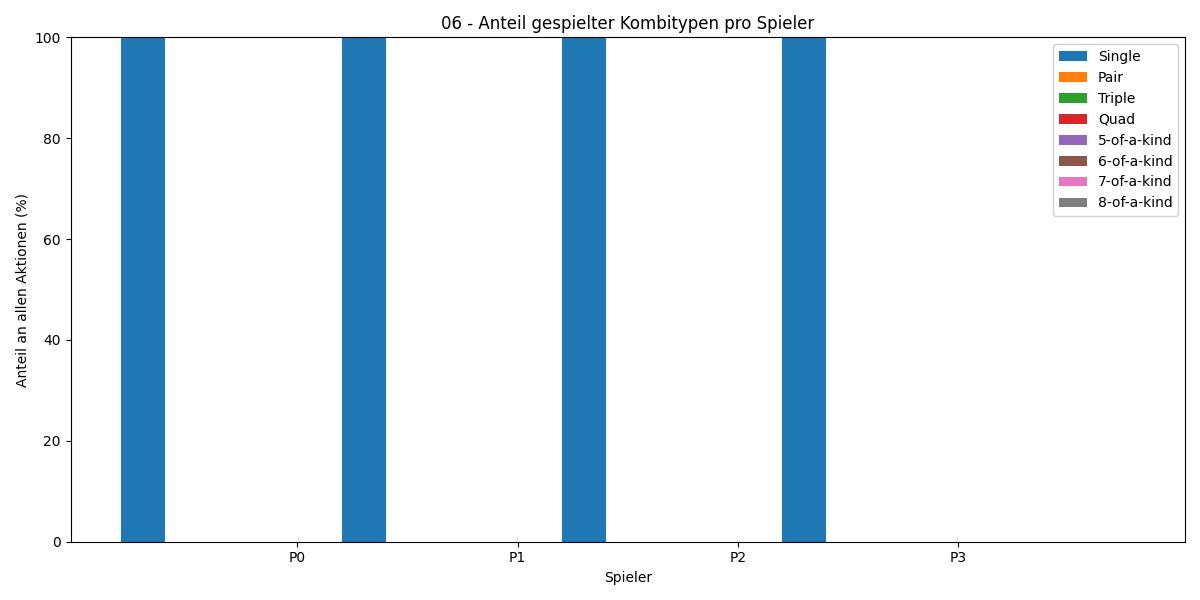 06 - Anteil gespielter Kombitypen pro Spieler
100
80
60
40
20
0
Anteil an allen Aktionen (%)
P0
P1
P2
P3
Spieler
Single
Pair
Triple
Quad
5-of-a-kind
6-of-a-kind
7-of-a-kind
8-of-a-kind